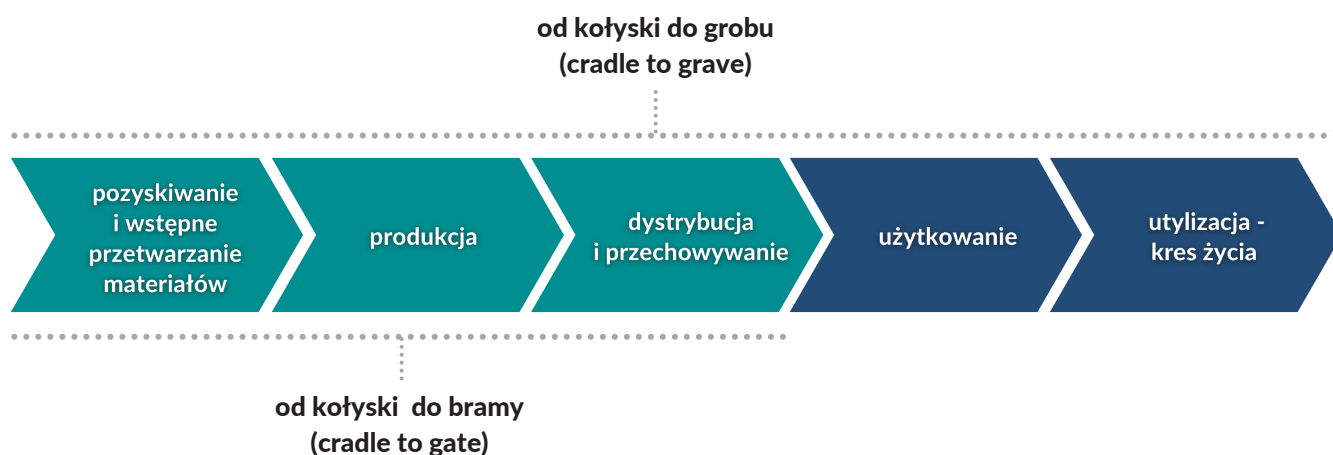 od kołyski do grobu
(cradle to grave)
pozyskiwanie
i wstępne
przetwarzanie
materiałów
produkcja
dystrybucja
i przechowywanie
użytkowanie
utylizacja -
kres życia
od kołyski  do bramy
(cradle to gate)